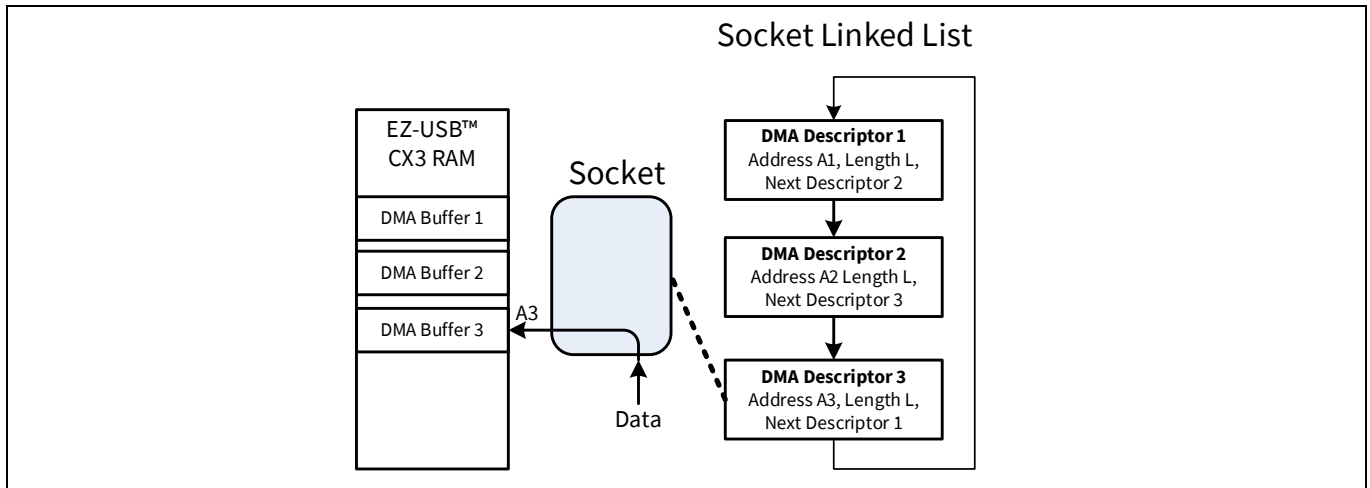 Socket Linked List
EZ-USB™
CX3 RAM
DMA Buffer 1
DMA Buffer 2
DMA Buffer 3
Socket
A3
Data
DMA Descriptor 1
Address A1, Length L,
Next Descriptor 2
DMA Descriptor 2
Address A2 Length L,
Next Descriptor 3
DMA Descriptor 3
Address A3, Length L,
Next Descriptor 1